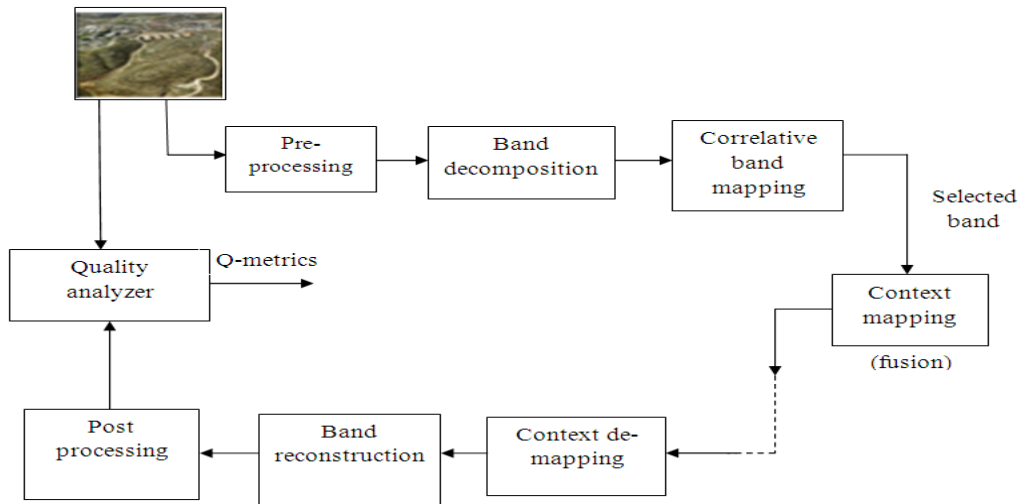 Pre-
processing
Band
decomposition
Correlative
band
mapping
Selected
band
Quality
analyzer
Q-metrics
Context
mapping
(fusion)
Post
processing
Band
reconstruction
Context de-
mapping